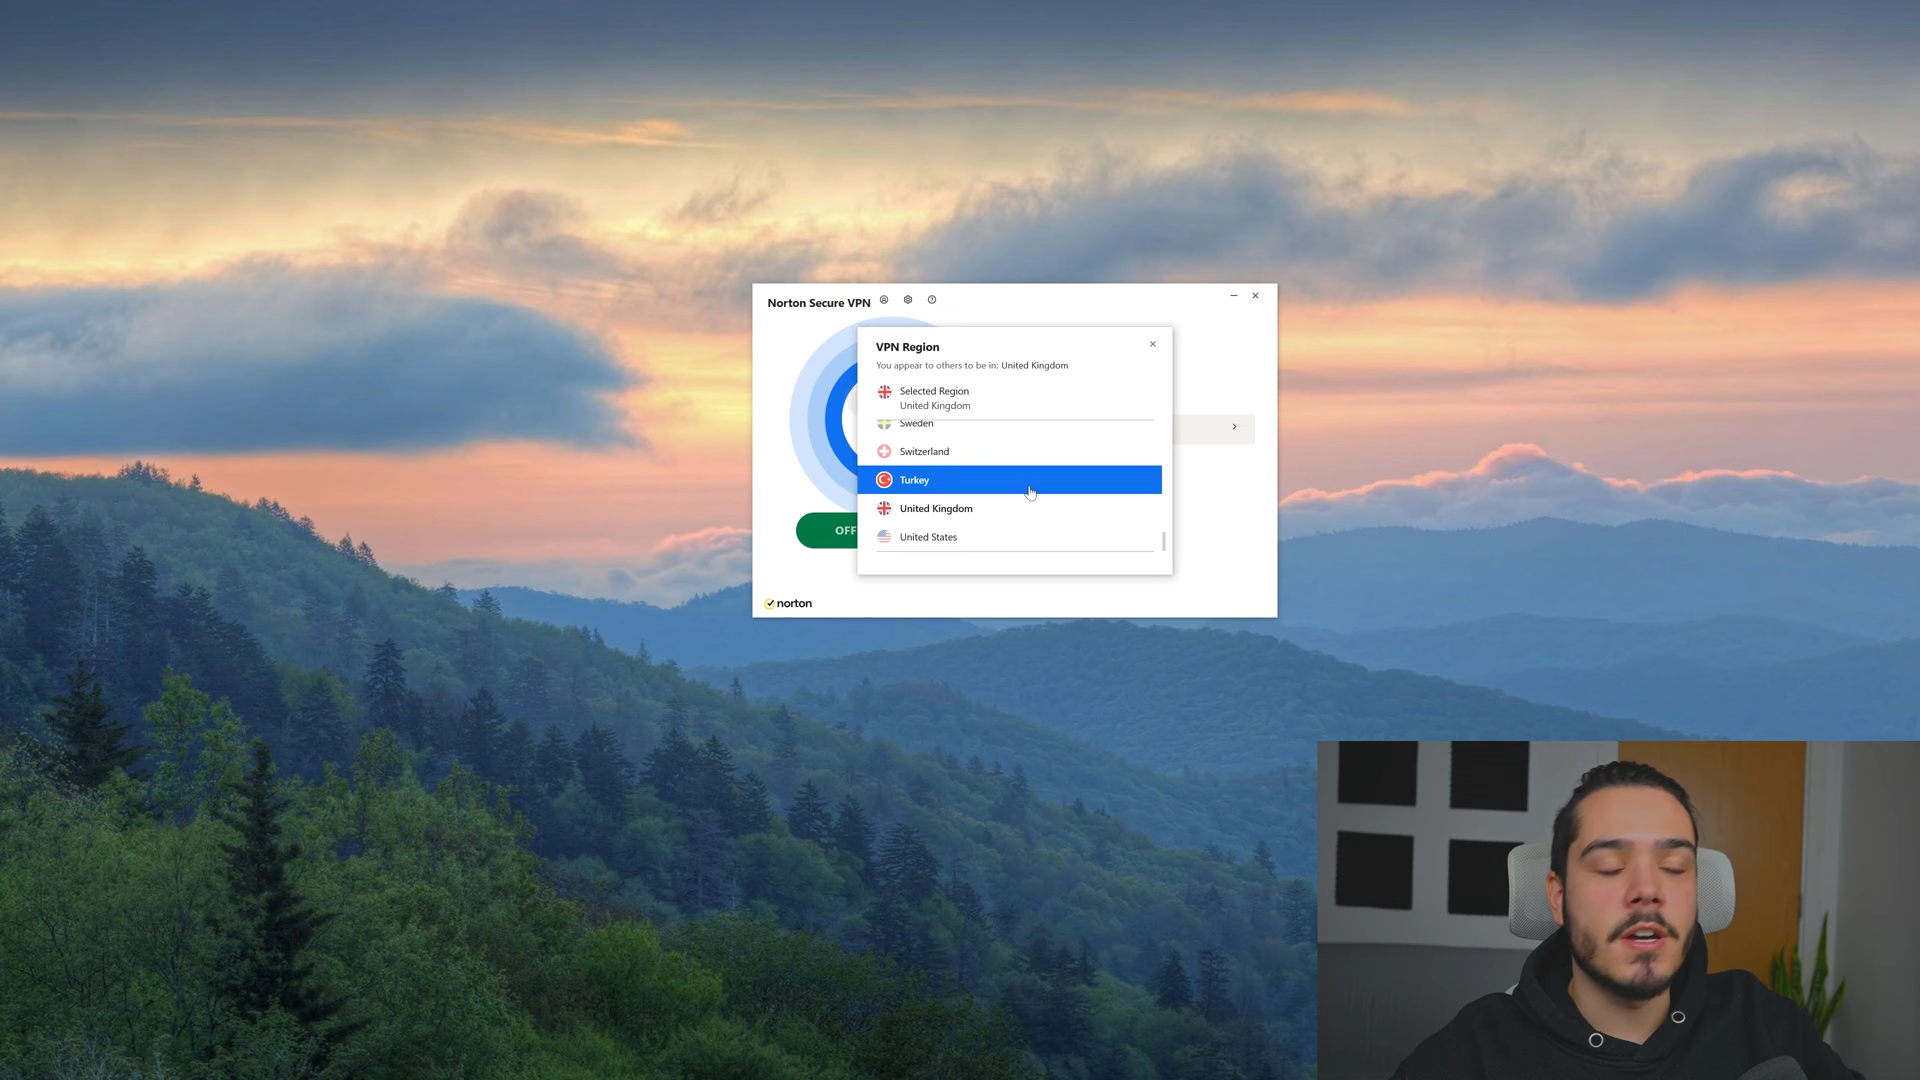 Norton Secure VPN
VPN Region
You appear to others to be in: United Kingdom
Selected Region
United Kingdom
Sweden
Switzerland
Turkey
United Kingdom
United States
OFF
norton